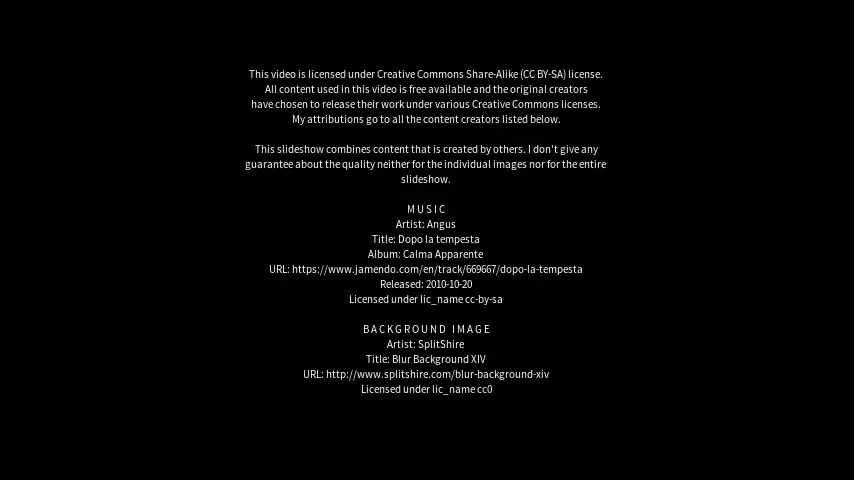 This video is licensed under Creative Commons Share-Alike (CC BY-SA) license.
All content used in this video is free available and the original creators
have chosen to release their work under various Creative Commons licenses.
My attributions go to all the content creators listed below.
This slideshow combines content that is created by others. I don't give any
guarantee about the quality neither for the individual images nor for the entire
slideshow.
MUSIC
Artist: Angus
Title: Dopo la tempesta
Album: Calma Apparente
URL: https://www.jamendo.com/en/track/669667/dopo-la-tempesta
Released: 2010-10-20
Licensed under lic_name cc-by-sa
BACKGROUND IMAGE
Artist: SplitShire
Title: Blur Background XIV
URL: http://www.splitshire.com/blur-background-xiv
Licensed under lic_name cc0